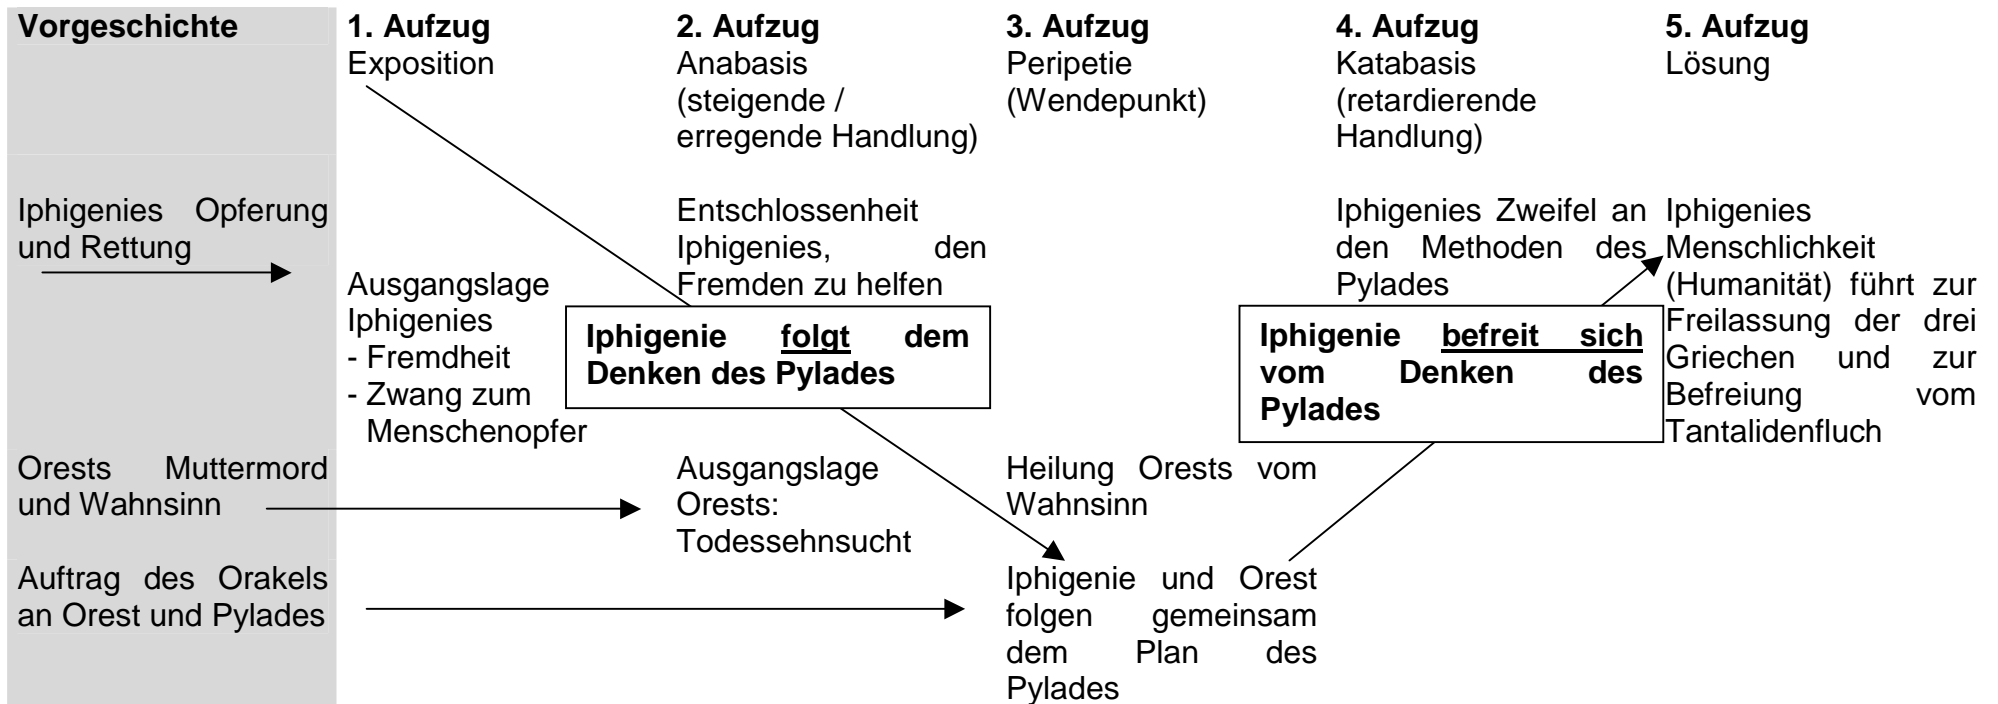 Vorgeschichte
1. Aufzug
Exposition
2. Aufzug
Anabasis
(steigende /
erregende Handlung)
3. Aufzug
Peripetie
(Wendepunkt)
4. Aufzug
Katabasis
(retardierende
Handlung)
5. Aufzug
Lösung
Iphigenies Opferung
und Rettung
Ausgangslage
Iphigenies
- Fremdheit
- Zwang zum
Menschenopfer
Entschlossenheit
Iphigenies, den
Fremden zu helfen
Iphigenie folgt dem
Denken des Pylades
Iphigenies Zweifel an
den Methoden des
Pylades
Iphigenie befreit sich
vom Denken des
Pylades
Iphigenies
Menschlichkeit
(Humanität) führt zur
Freilassung der drei
Griechen und zur
Befreiung vom
Tantalidenfluch
Orests Muttermord
und Wahnsinn
Ausgangslage
Orests:
Todessehnsucht
Heilung Orests vom
Wahnsinn
Auftrag des Orakels
an Orest und Pylades
Iphigenie und Orest
folgen gemeinsam
dem Plan des
Pylades